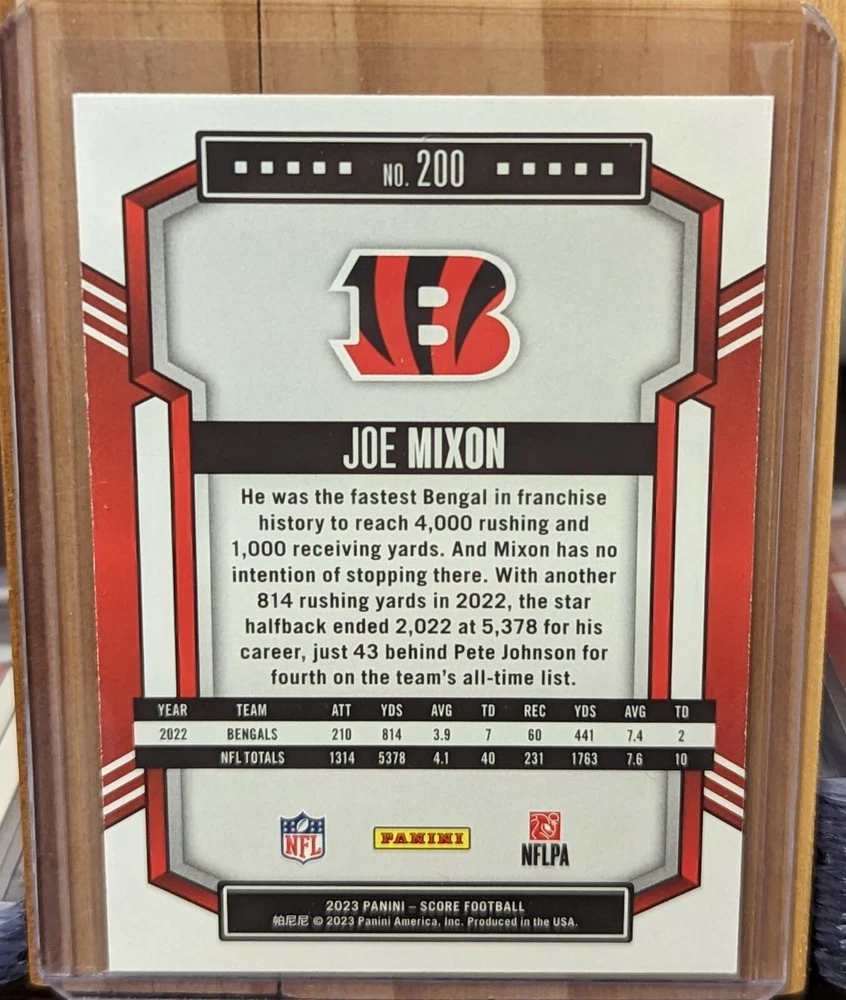 NO. 200
B
JOE MIXON
He was the fastest Bengal in franchise
history to reach 4,000 rushing and
1,000 receiving yards. And Mixon has no
intention of stopping there. With another
814 rushing yards in 2022, the star
halfback ended 2,022 at 5,378 for his
career, just 43 behind Pete Johnson for
fourth on the team's all-time list.
YEAR TEAM ATT YDS AVG TD REC YDS AVG TD
2022 BENGALS 210 814 3.9 7 60 441 7.4 2
NFL TOTALS 1314 5378 4.1 40 231 1763 7.6 10
NFL PANINI NFLPA
2023 PANINI – SCORE FOOTBALL
帕尼尼 © 2023 Panini America, Inc. Produced in the USA.